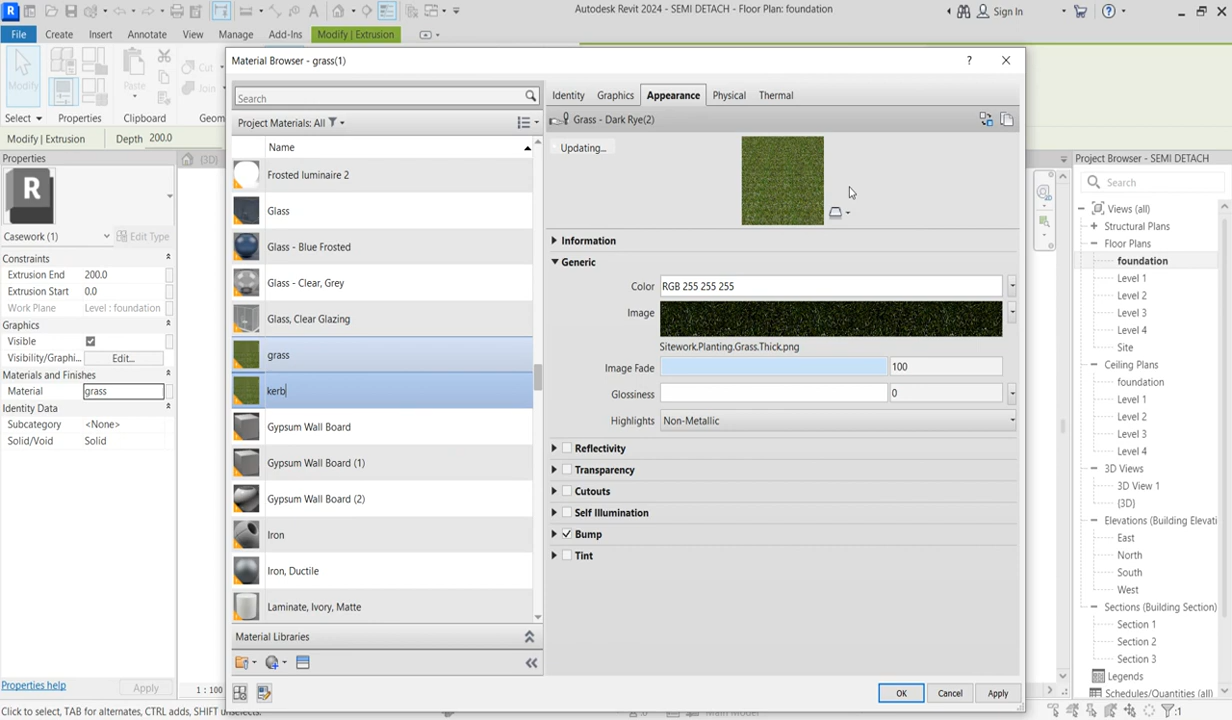 Autodesk Revit 2024 - SEMI DETACH - Floor Plan: foundation
Sign In
File Create Insert Annotate View Manage Add-Ins Modify | Extrusion
Modify
Paste
Cut
Join
Select Properties Clipboard Geom
Modify | Extrusion Depth 200.0
Properties
R
Casework (1) Edit Type
Constraints
Extrusion End 200.0
Extrusion Start 0.0
Work Plane Level : foundation
Graphics
Visible
Visibility/Graphi... Edit...
Materials and Finishes
Material grass
Identity Data
Subcategory <None>
Solid/Void Solid
Properties help Apply
Click to select, TAB for alternates, CTRL adds, SHIFT unselects.
{3D}
1 : 100
Main Model
Material Browser - grass(1)
Search
Project Materials: All
Name
Frosted luminaire 2
Glass
Glass - Blue Frosted
Glass - Clear, Grey
Glass, Clear Glazing
grass
kerb
Gypsum Wall Board
Gypsum Wall Board (1)
Gypsum Wall Board (2)
Iron
Iron, Ductile
Laminate, Ivory, Matte
Material Libraries
Identity Graphics Appearance Physical Thermal
Grass - Dark Rye(2)
Updating...
Information
Generic
Color RGB 255 255 255
Image
Sitework.Planting.Grass.Thick.png
Image Fade 100
Glossiness 0
Highlights Non-Metallic
Reflectivity
Transparency
Cutouts
Self Illumination
Bump
Tint
OK Cancel Apply
Project Browser - SEMI DETACH
Search
Views (all)
Structural Plans
Floor Plans
foundation
Level 1
Level 2
Level 3
Level 4
Site
Ceiling Plans
foundation
Level 1
Level 2
Level 3
Level 4
3D Views
3D View 1
{3D}
Elevations (Building Elevati
East
North
South
West
Sections (Building Section)
Section 1
Section 2
Section 3
Legends
Schedules/Quantities (all)
:1